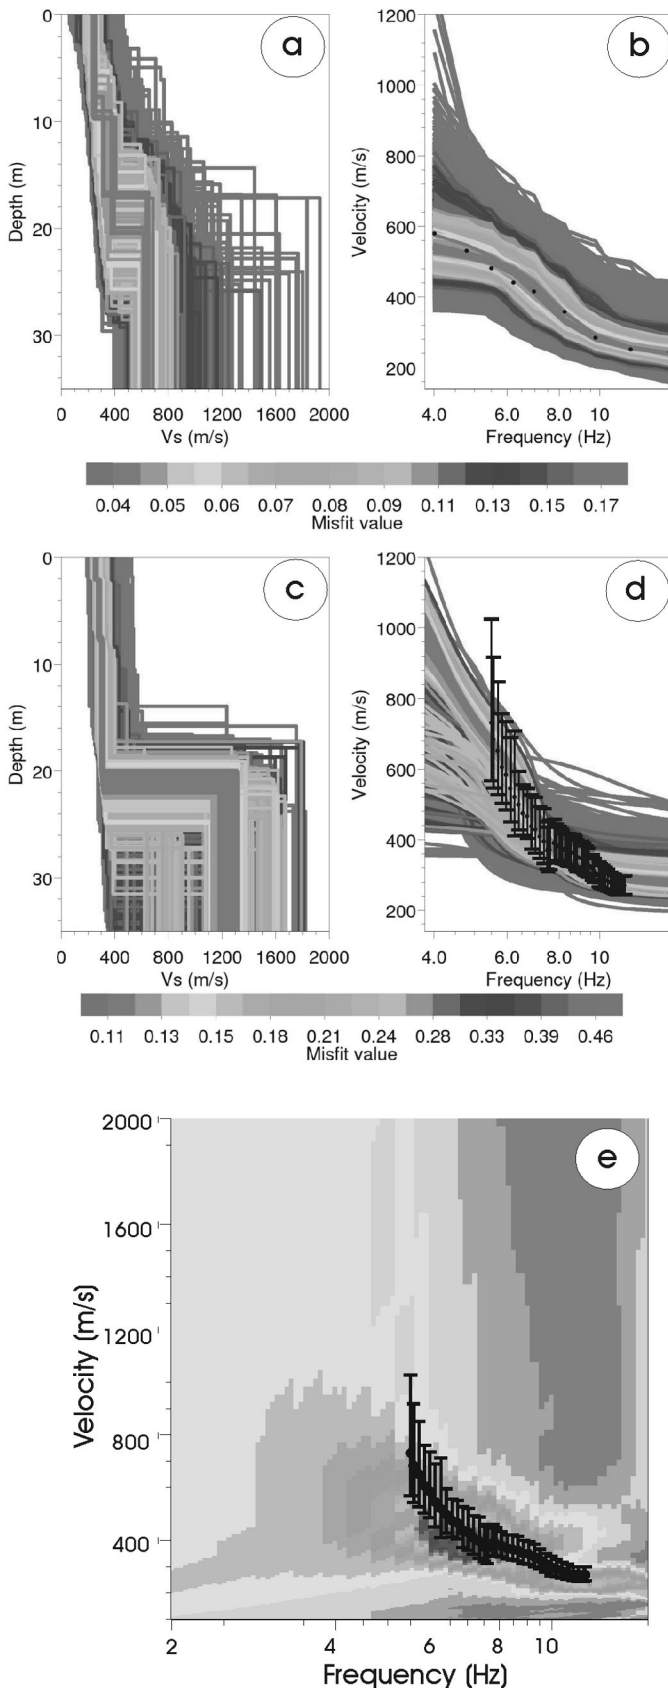 a
0
10
20
30
Depth (m)
0 400 800 1200 1600 2000
Vs (m/s)
b
1200
1000
800
600
400
200
Velocity (m/s)
4.0 6.0 8.0 10
Frequency (Hz)
0.04 0.05 0.06 0.07 0.08 0.09 0.11 0.13 0.15 0.17
Misfit value
c
0
10
20
30
Depth (m)
0 400 800 1200 1600 2000
Vs (m/s)
d
1200
1000
800
600
400
200
Velocity (m/s)
4.0 6.0 8.0 10
Frequency (Hz)
0.11 0.13 0.15 0.18 0.21 0.24 0.28 0.33 0.39 0.46
Misfit value
e
2000
1600
1200
800
400
Velocity (m/s)
2 4 6 8 10
Frequency (Hz)